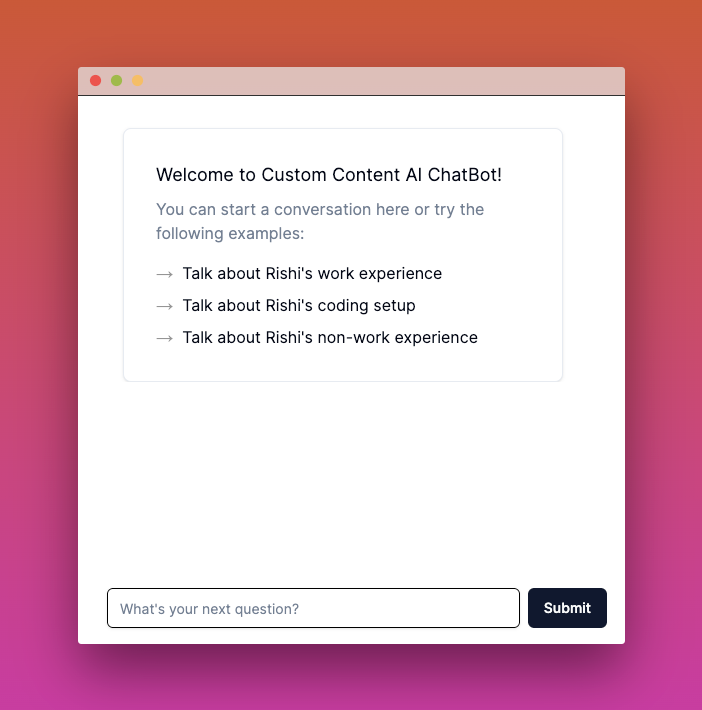 Welcome to Custom Content AI ChatBot!
You can start a conversation here or try the
following examples:
→ Talk about Rishi's work experience
→ Talk about Rishi's coding setup
→ Talk about Rishi's non-work experience
What's your next question?
Submit